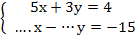 5x + 3y = 4
....x − ⋯y = −15